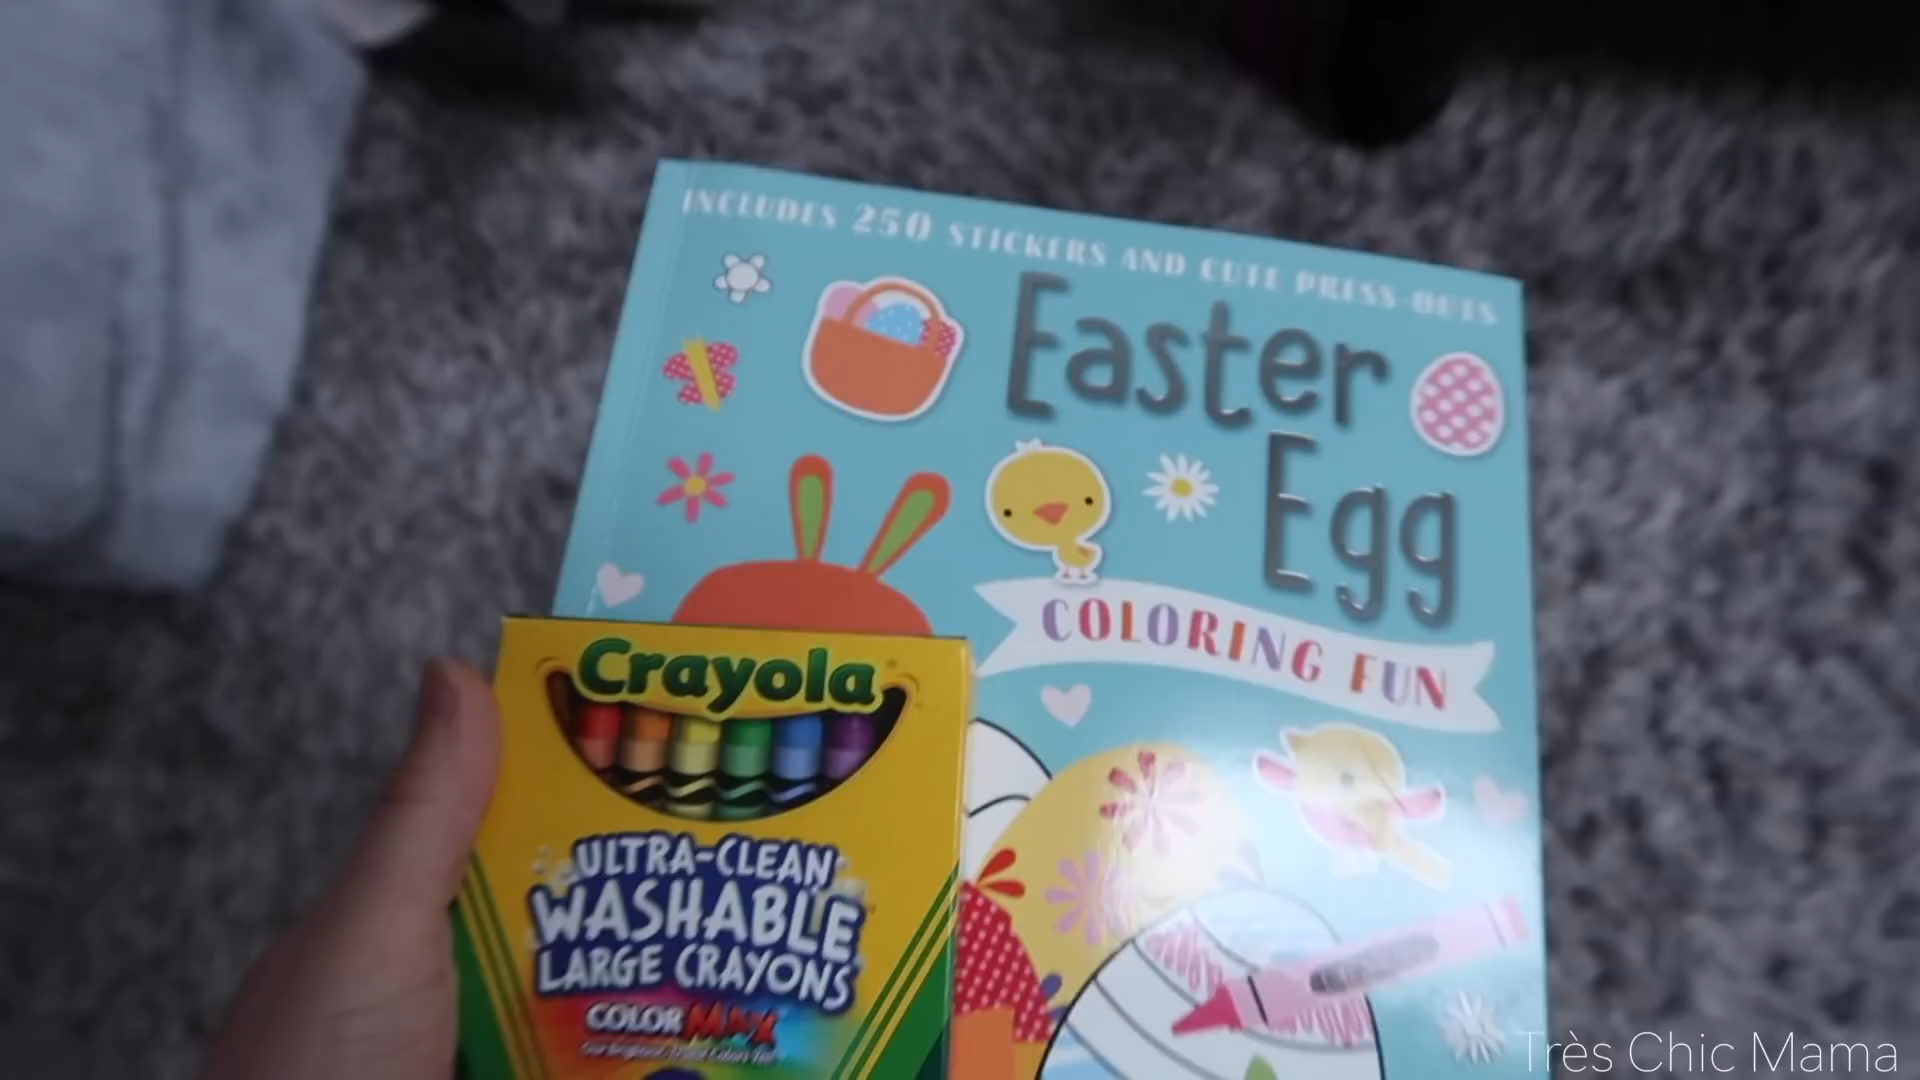 INCLUDES 250 STICKERS AND CUTE PRESS-OUTS
Easter
Egg
COLORING FUN
Crayola
ULTRA-CLEAN
WASHABLE
LARGE CRAYONS
COLOR MAX
Très Chic Mama